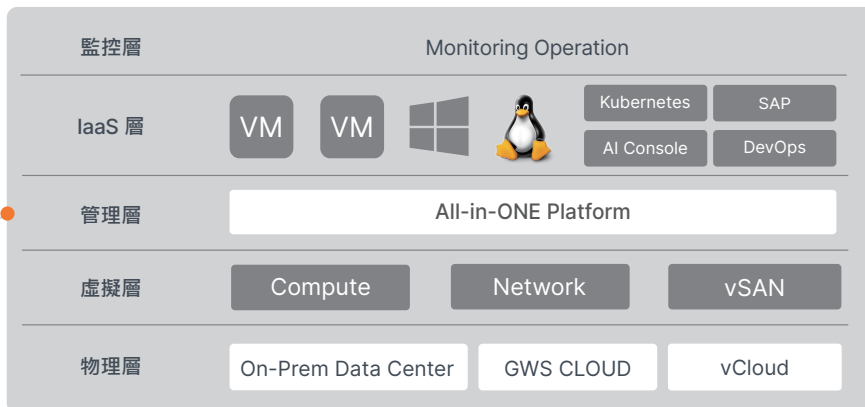 監控層 Monitoring Operation
IaaS 層 VM VM Kubernetes SAP
AI Console DevOps
管理層 All-in-ONE Platform
虛擬層 Compute Network vSAN
物理層 On-Prem Data Center GWS CLOUD vCloud